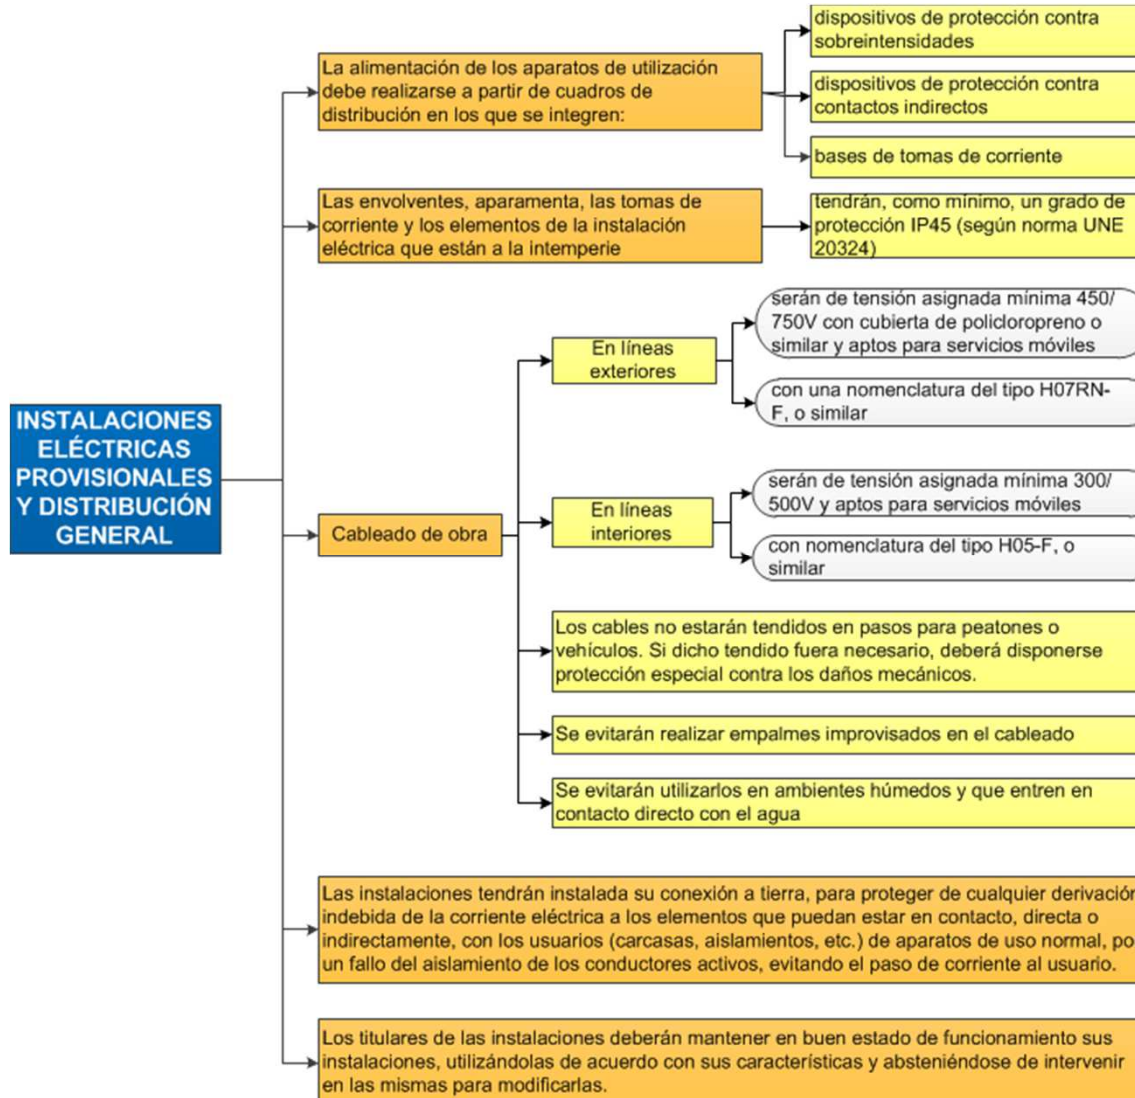 INSTALACIONES
ELÉCTRICAS
PROVISIONALES
Y DISTRIBUCIÓN
GENERAL
La alimentación de los aparatos de utilización
debe realizarse a partir de cuadros de
distribución en los que se integren:
dispositivos de protección contra
sobreintensidades
dispositivos de protección contra
contactos indirectos
bases de tomas de corriente
Las envolventes, aparamenta, las tomas de
corriente y los elementos de la instalación
eléctrica que están a la intemperie
tendrán, como mínimo, un grado de
protección IP45 (según norma UNE
20324)
Cableado de obra
En líneas
exteriores
serán de tensión asignada mínima 450/
750V con cubierta de policloropreno o
similar y aptos para servicios móviles
con una nomenclatura del tipo H07RN-
F, o similar
En líneas
interiores
serán de tensión asignada mínima 300/
500V y aptos para servicios móviles
con nomenclatura del tipo H05-F, o
similar
Los cables no estarán tendidos en pasos para peatones o
vehículos. Si dicho tendido fuera necesario, deberá disponerse
protección especial contra los daños mecánicos.
Se evitarán realizar empalmes improvisados en el cableado
Se evitarán utilizarlos en ambientes húmedos y que entren en
contacto directo con el agua
Las instalaciones tendrán instalada su conexión a tierra, para proteger de cualquier derivación
indebida de la corriente eléctrica a los elementos que puedan estar en contacto, directa o
indirectamente, con los usuarios (carcasas, aislamientos, etc.) de aparatos de uso normal, po
un fallo del aislamiento de los conductores activos, evitando el paso de corriente al usuario.
Los titulares de las instalaciones deberán mantener en buen estado de funcionamiento sus
instalaciones, utilizándolas de acuerdo con sus características y absteniéndose de intervenir
en las mismas para modificarlas.